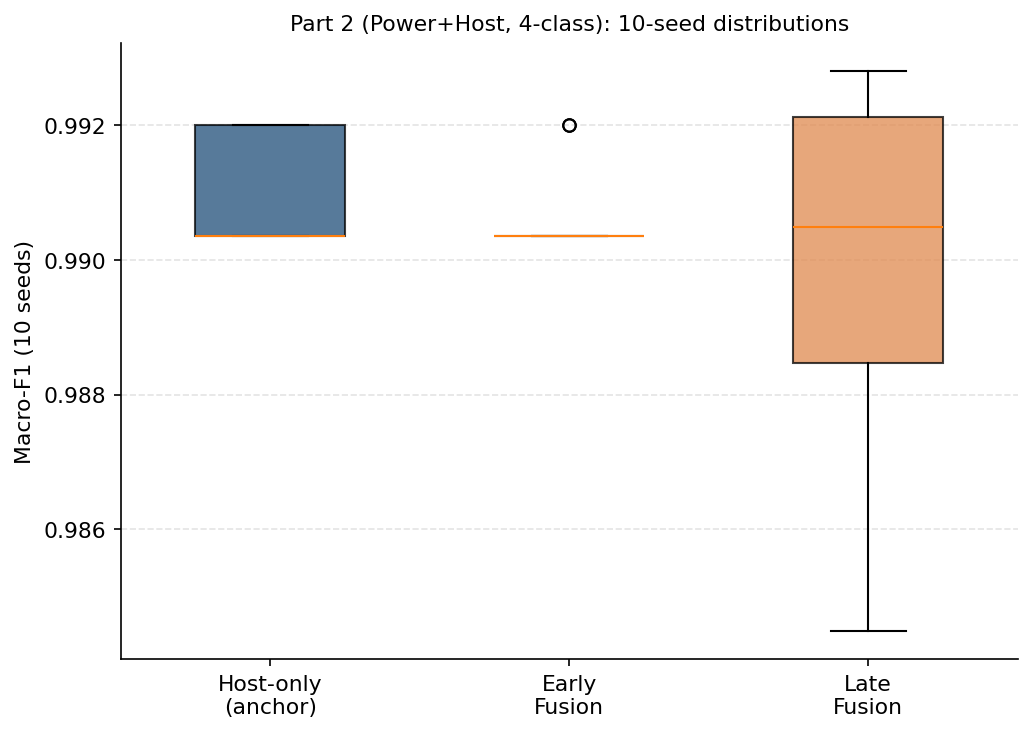 Part 2 (Power+Host, 4-class): 10-seed distributions
Macro-F1 (10 seeds)
0.992
0.990
0.988
0.986
Host-only
(anchor)
Early
Fusion
Late
Fusion